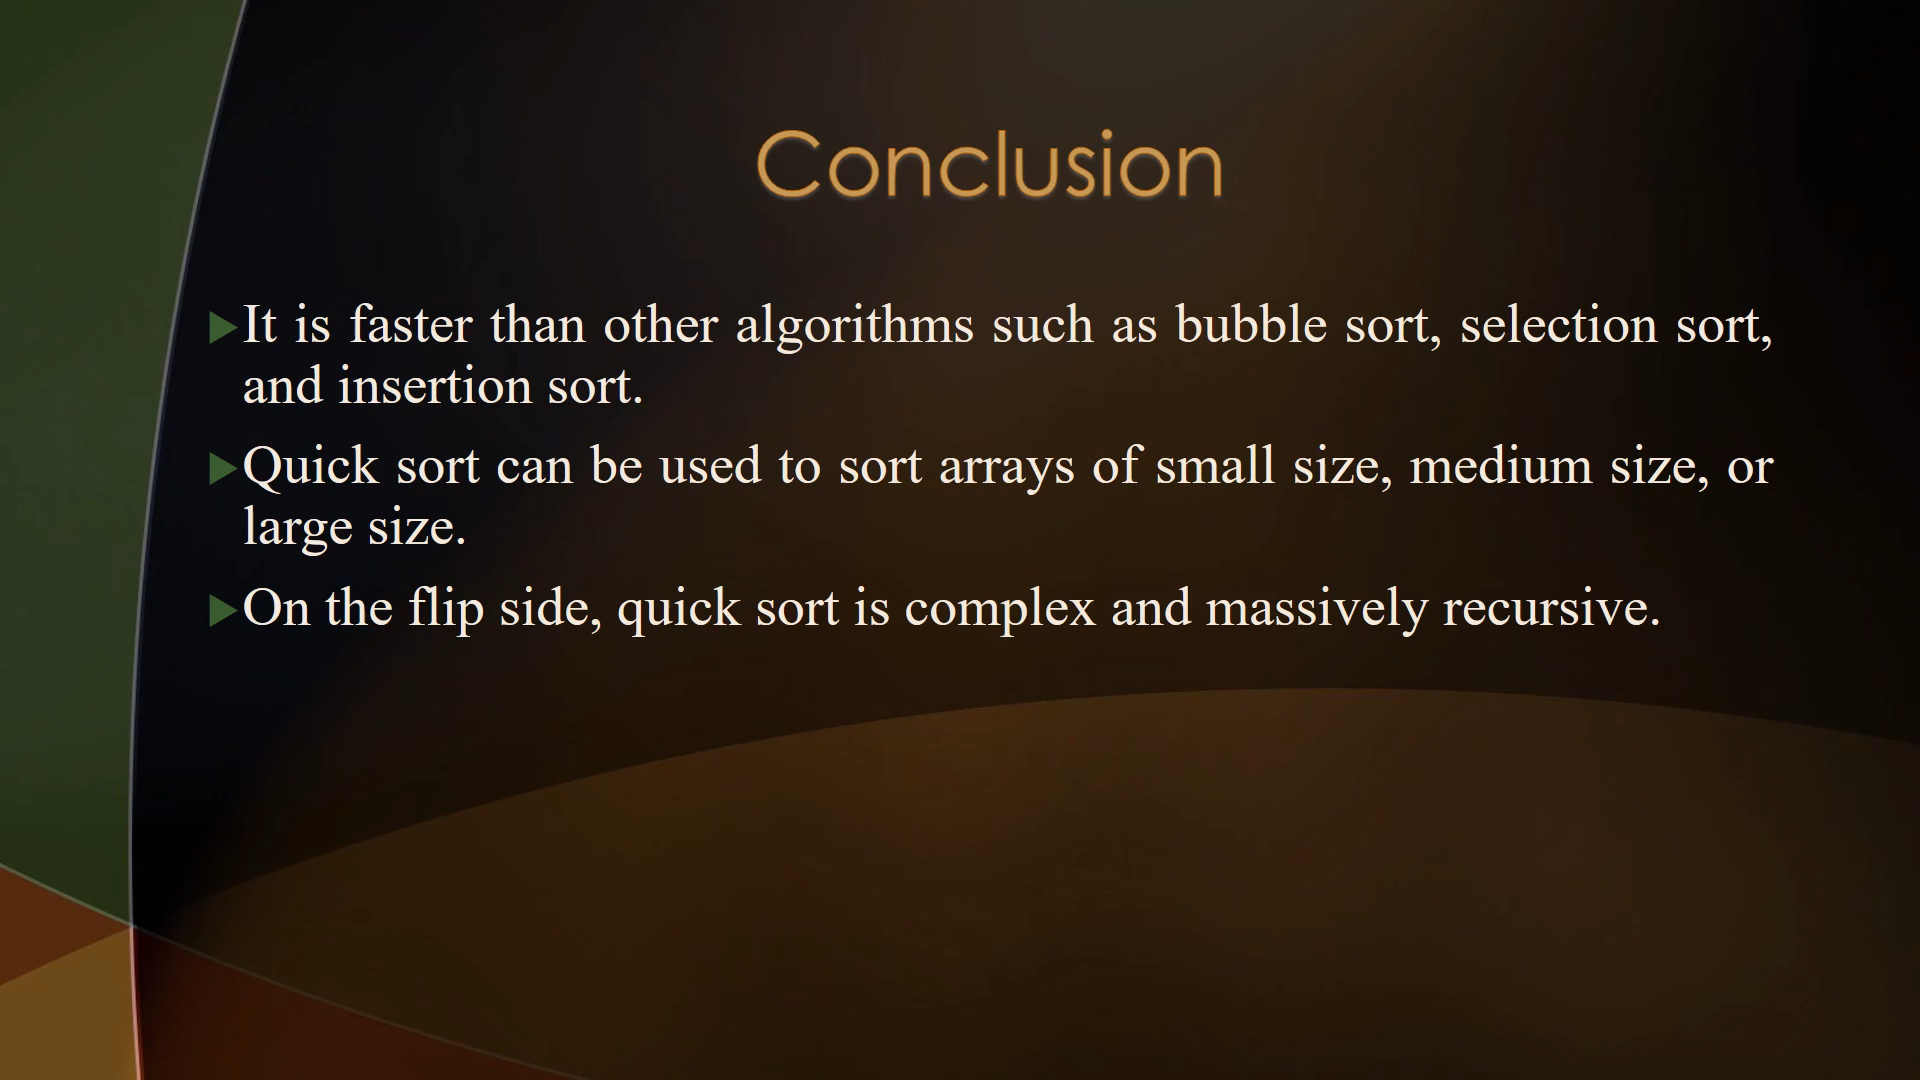 Conclusion
It is faster than other algorithms such as bubble sort, selection sort,
and insertion sort.
Quick sort can be used to sort arrays of small size, medium size, or
large size.
On the flip side, quick sort is complex and massively recursive.